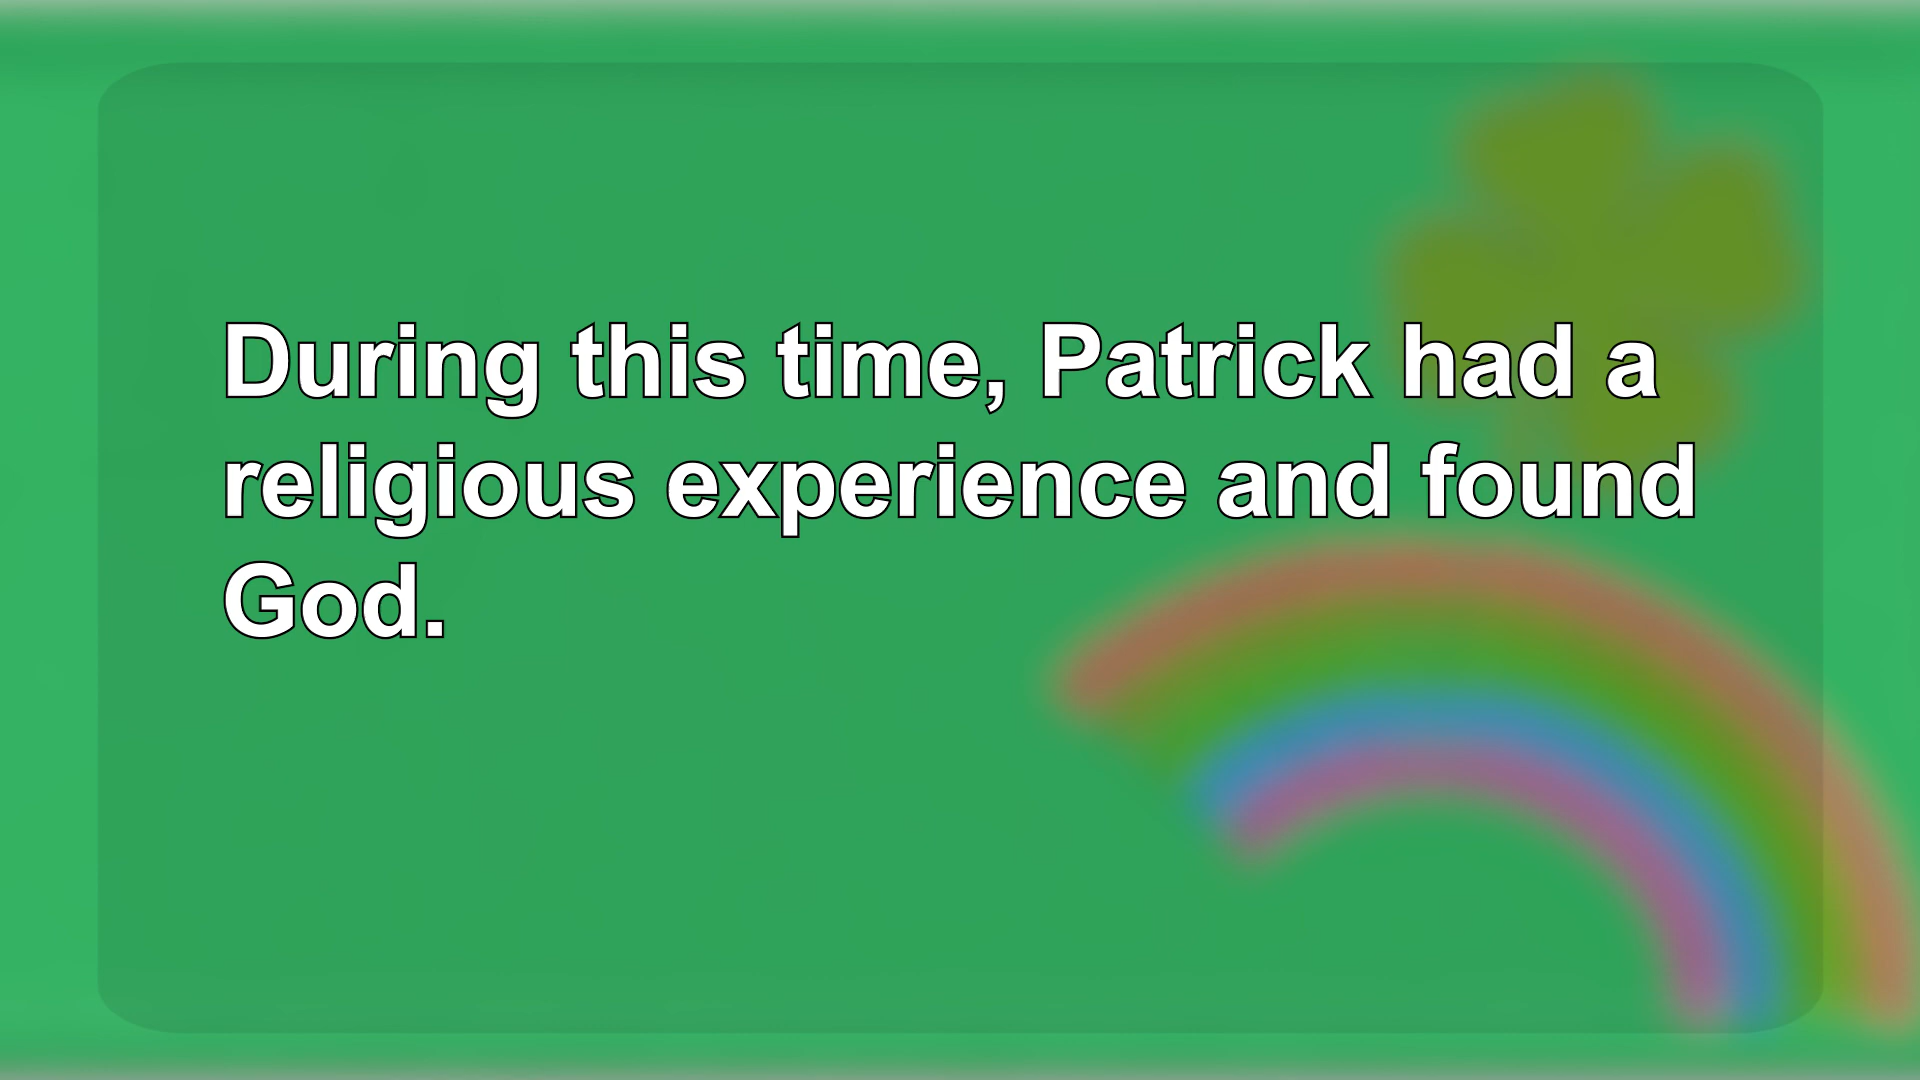 During this time, Patrick had a
religious experience and found
God.